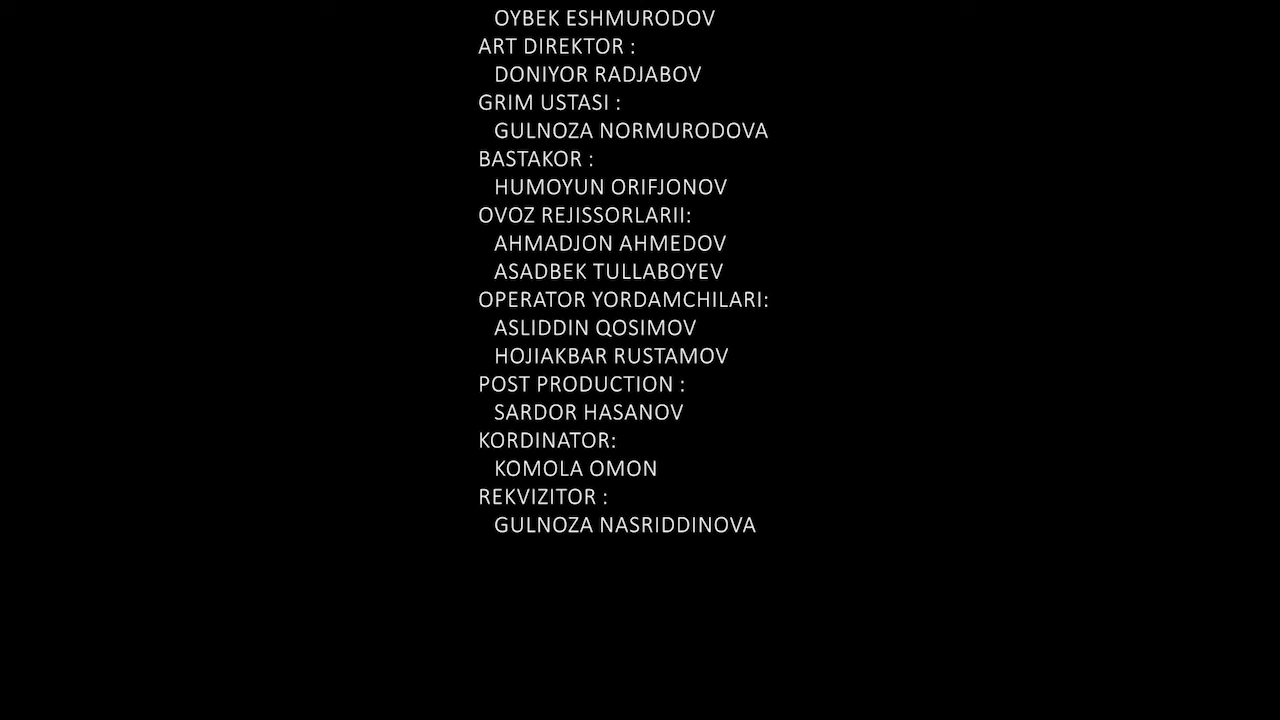 OYBEK ESHMURODOV
ART DIREKTOR :
DONIYOR RADJABOV
GRIM USTASI :
GULNOZA NORMURODOVA
BASTAKOR :
HUMOYUN ORIFJONOV
OVOZ REJISSORLARII:
AHMADJON AHMEDOV
ASADBEK TULLABOYEV
OPERATOR YORDAMCHILARI:
ASLIDDIN QOSIMOV
HOJIAKBAR RUSTAMOV
POST PRODUCTION :
SARDOR HASANOV
KORDINATOR:
KOMOLA OMON
REKVIZITOR :
GULNOZA NASRIDDINOVA